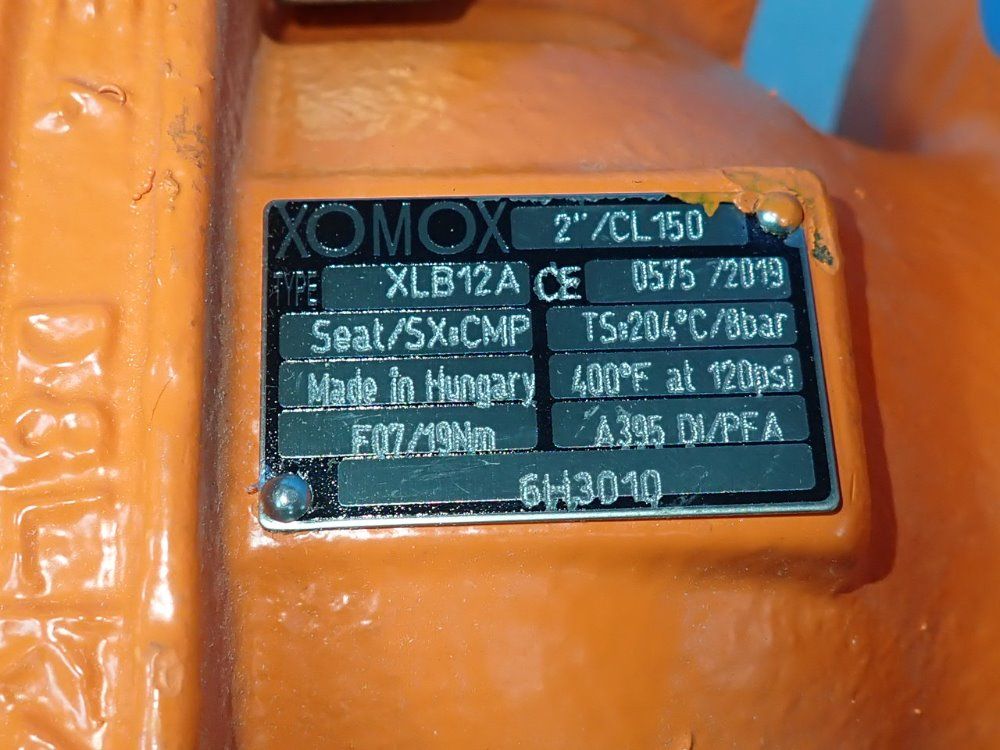 XOMOX 2"/CL150
TYPE XLB12A CE 0575 /2019
Seat/SX:CMP TS:204°C/8bar
Made in Hungary 400°F at 120psi
F07/19Nm A395 DI/PFA
6H3010